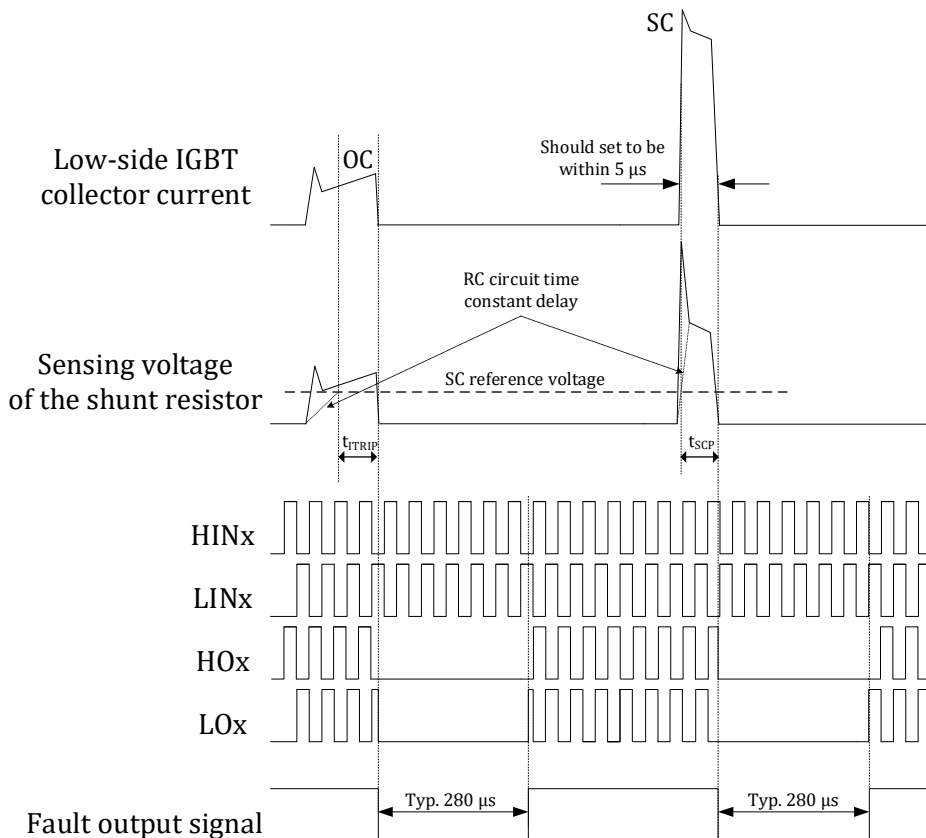 SC
Should set to be
within 5 μs
OC
Low-side IGBT
collector current
RC circuit time
constant delay
Sensing voltage
of the shunt resistor
SC reference voltage
tITRIP
tSCP
HINx
LINx
HOx
LOx
Typ. 280 μs
Typ. 280 μs
Fault output signal